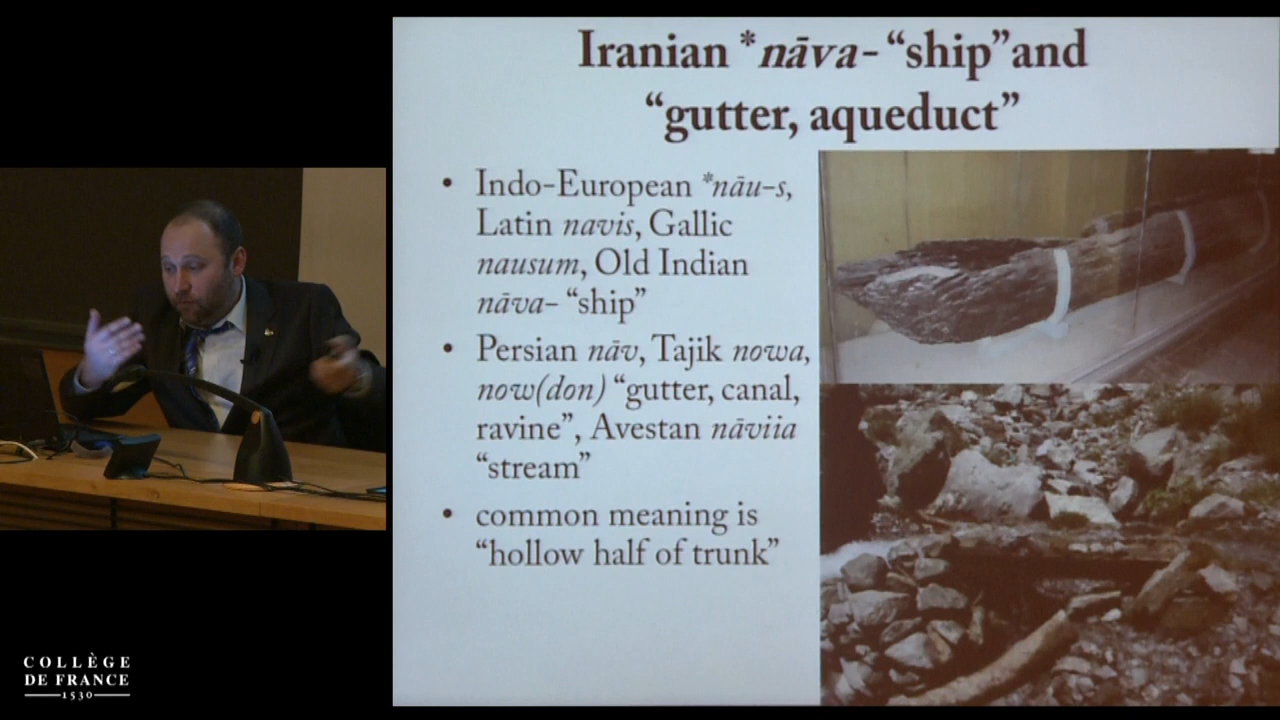 Iranian *nāva- “ship”and
“gutter, aqueduct”
• Indo-European *nāu-s,
Latin navis, Gallic
nausum, Old Indian
nāva- “ship”
• Persian nāv, Tajik nowa,
now(don) “gutter, canal,
ravine”, Avestan nāviia
“stream”
• common meaning is
“hollow half of trunk”
COLLÈGE
DE FRANCE
1530